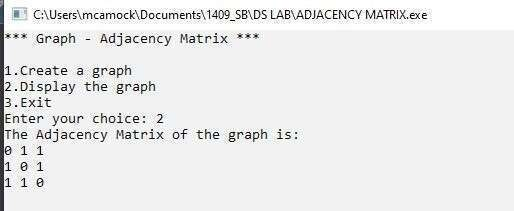 C:\Users\mcamock\Documents\1409_SB\DS LAB\ADJACENCY MATRIX.exe
*** Graph - Adjacency Matrix ***
1.Create a graph
2.Display the graph
3.Exit
Enter your choice: 2
The Adjacency Matrix of the graph is:
0 1 1
1 0 1
1 1 0